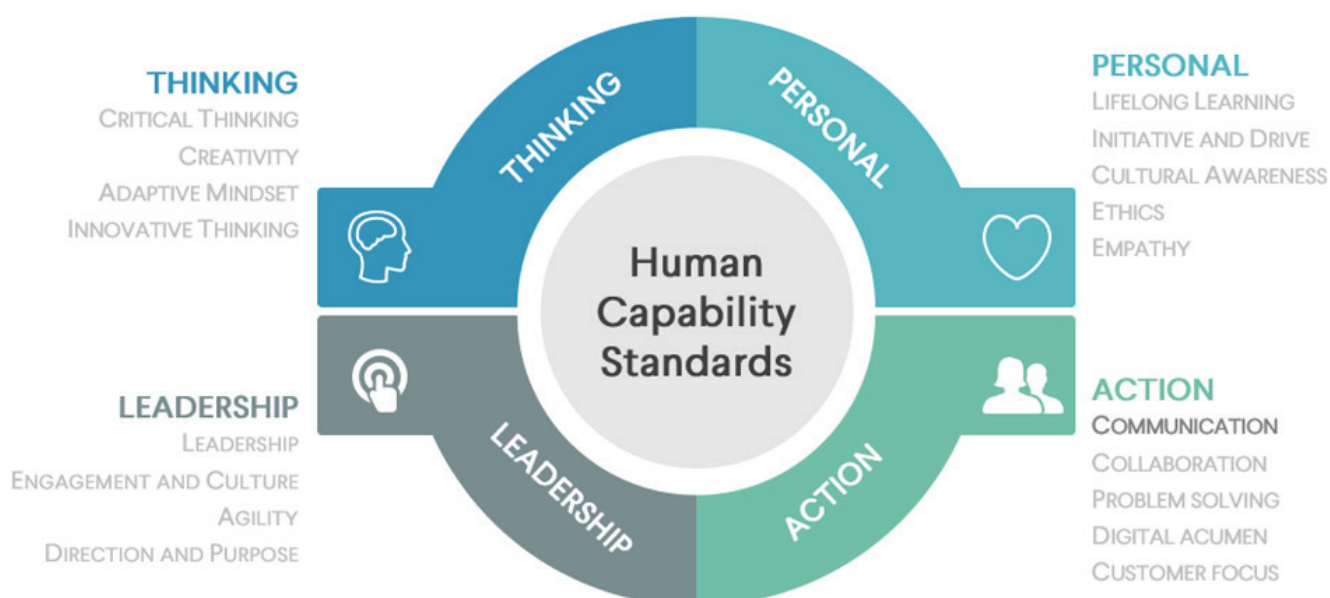 THINKING
CRITICAL THINKING
CREATIVITY
ADAPTIVE MINDSET
INNOVATIVE THINKING
LEADERSHIP
LEADERSHIP
ENGAGEMENT AND CULTURE
AGILITY
DIRECTION AND PURPOSE
THINKING
PERSONAL
LEADERSHIP
ACTION
Human
Capability
Standards
PERSONAL
LIFELONG LEARNING
INITIATIVE AND DRIVE
CULTURAL AWARENESS
ETHICS
EMPATHY
ACTION
COMMUNICATION
COLLABORATION
PROBLEM SOLVING
DIGITAL ACUMEN
CUSTOMER FOCUS